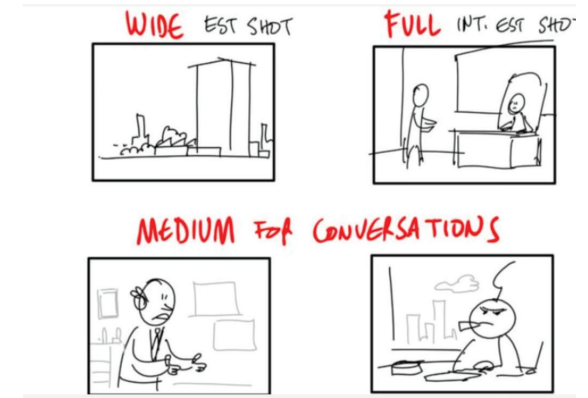 WIDE EST SHOT
FULL INT. EST SHOT
MEDIUM FOR CONVERSATIONS